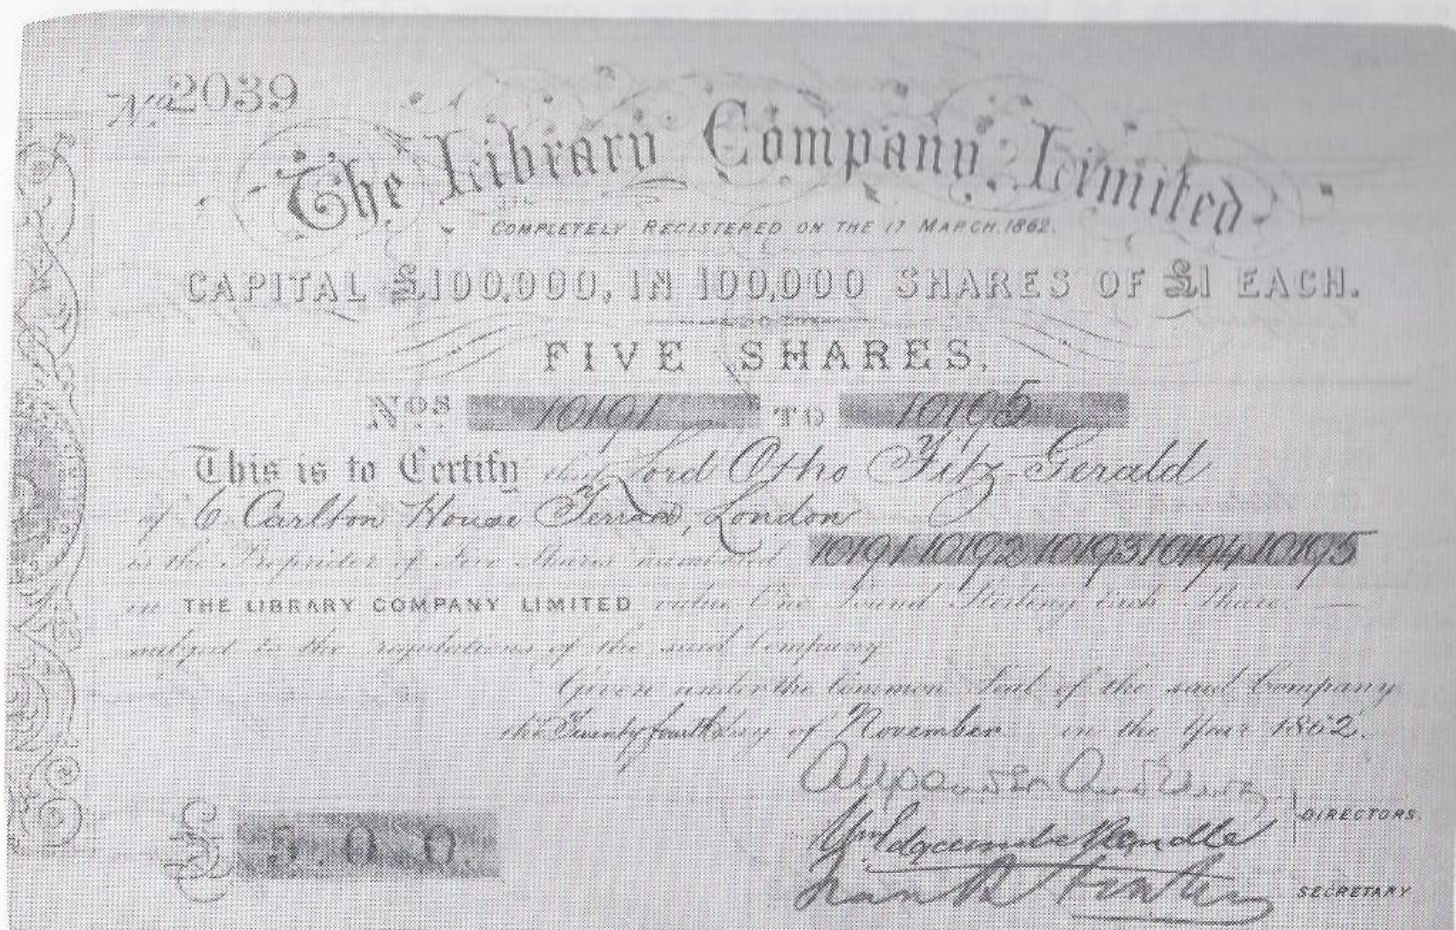 No. 2039
The Library Company Limited.
COMPLETELY REGISTERED ON THE 17 MARCH. 1862.
CAPITAL £100,000, IN 100,000 SHARES OF £1 EACH.
FIVE SHARES.
Nos 10191 TO 10195
This is to Certify that Lord Otho Fitz-Gerald
of 6 Carlton House Terrace, London
is the Proprietor of Five Shares numbered 10191 10192 10193 10194 10195
in THE LIBRARY COMPANY LIMITED value One Pound Sterling Each Share.
subject to the regulations of the said Company
Given under the Common Seal of the said Company
the Twenty fourth day of November in the Year 1862.
Alexander
Wm Edgcumbe Rendle
DIRECTORS.
Frank
SECRETARY
£ 5. 0. 0.